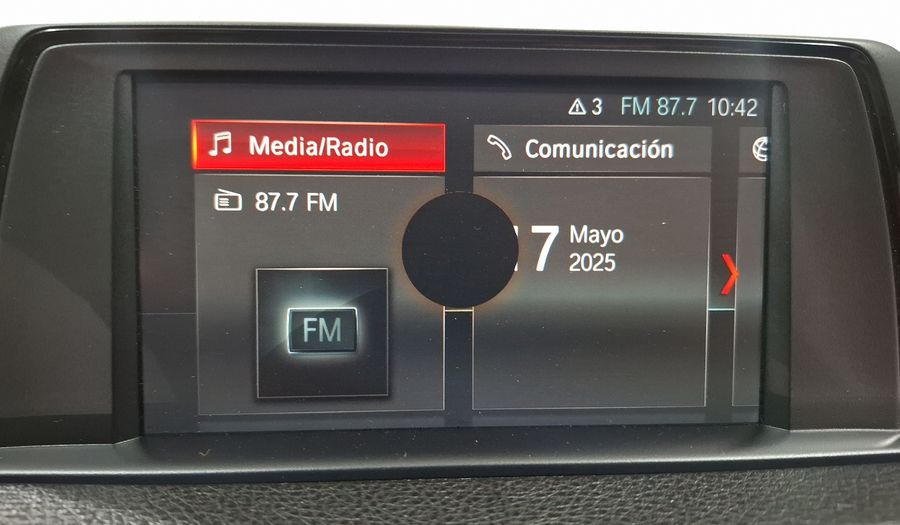 3 FM 87.7 10:42
Media/Radio
Comunicación
87.7 FM
Mayo
2025
FM